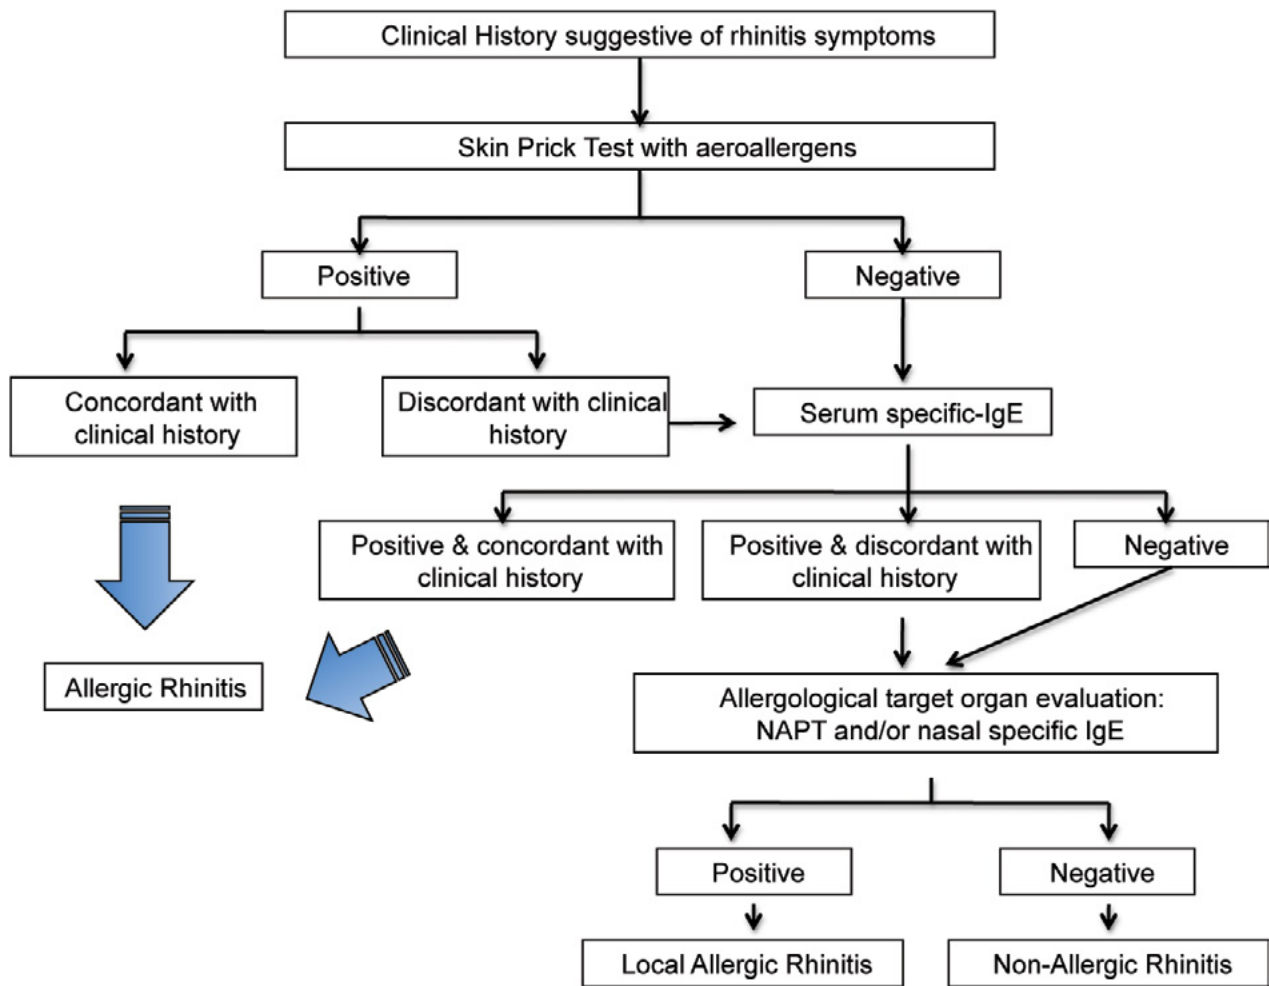 Clinical History suggestive of rhinitis symptoms
Skin Prick Test with aeroallergens
Positive
Negative
Concordant with
clinical history
Discordant with clinical
history
Serum specific-IgE
Positive & concordant with
clinical history
Positive & discordant with
clinical history
Negative
Allergic Rhinitis
Allergological target organ evaluation:
NAPT and/or nasal specific IgE
Positive
Negative
Local Allergic Rhinitis
Non-Allergic Rhinitis